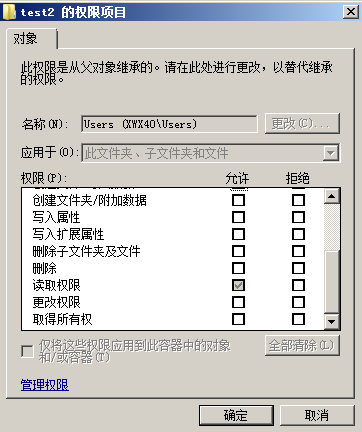 test2 的权限项目
对象
此权限是从父对象继承的。请在此处进行更改，以替代继承
的权限。
名称(N): Users (XWX40\Users) 更改(C)...
应用于(O): 此文件夹、子文件夹和文件
权限(P): 允许 拒绝
创建文件夹/附加数据
写入属性
写入扩展属性
删除子文件夹及文件
删除
读取权限
更改权限
取得所有权
仅将这些权限应用到此容器中的对象
和/或容器(T)
全部清除(L)
管理权限
确定 取消